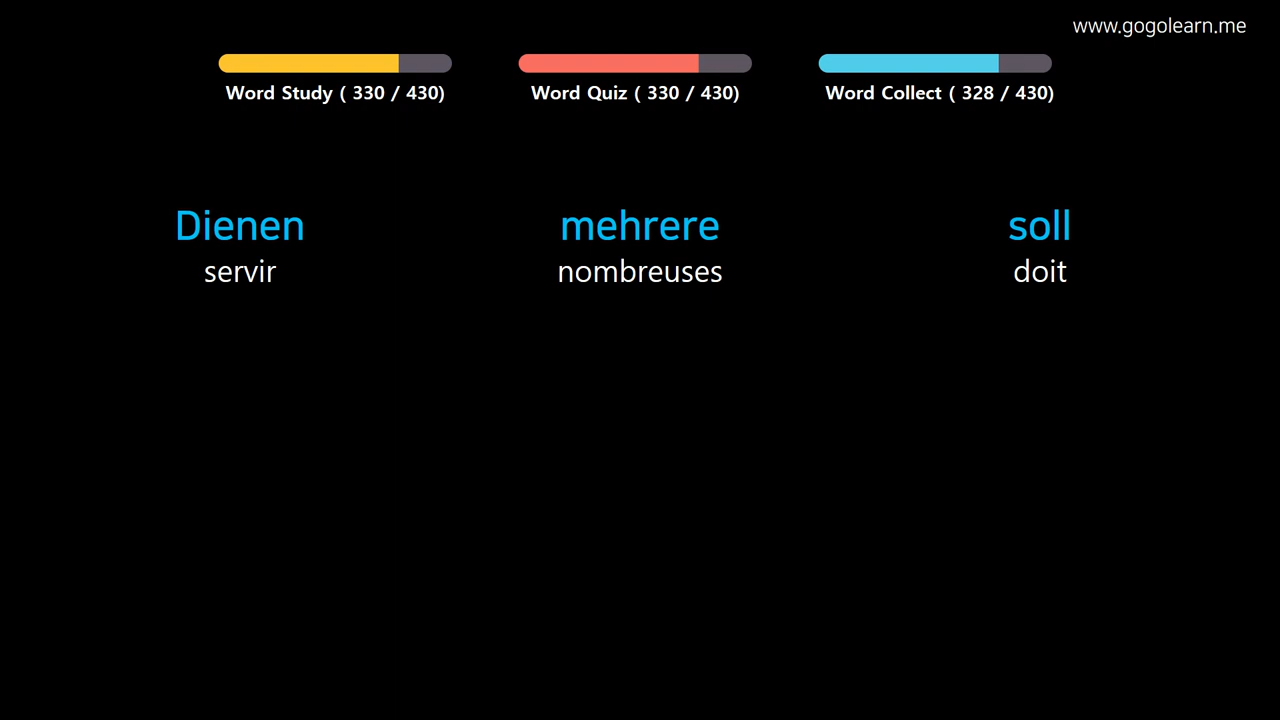 www.gogolearn.me
Word Study ( 330 / 430)
Word Quiz ( 330 / 430)
Word Collect ( 328 / 430)
Dienen
servir
mehrere
nombreuses
soll
doit